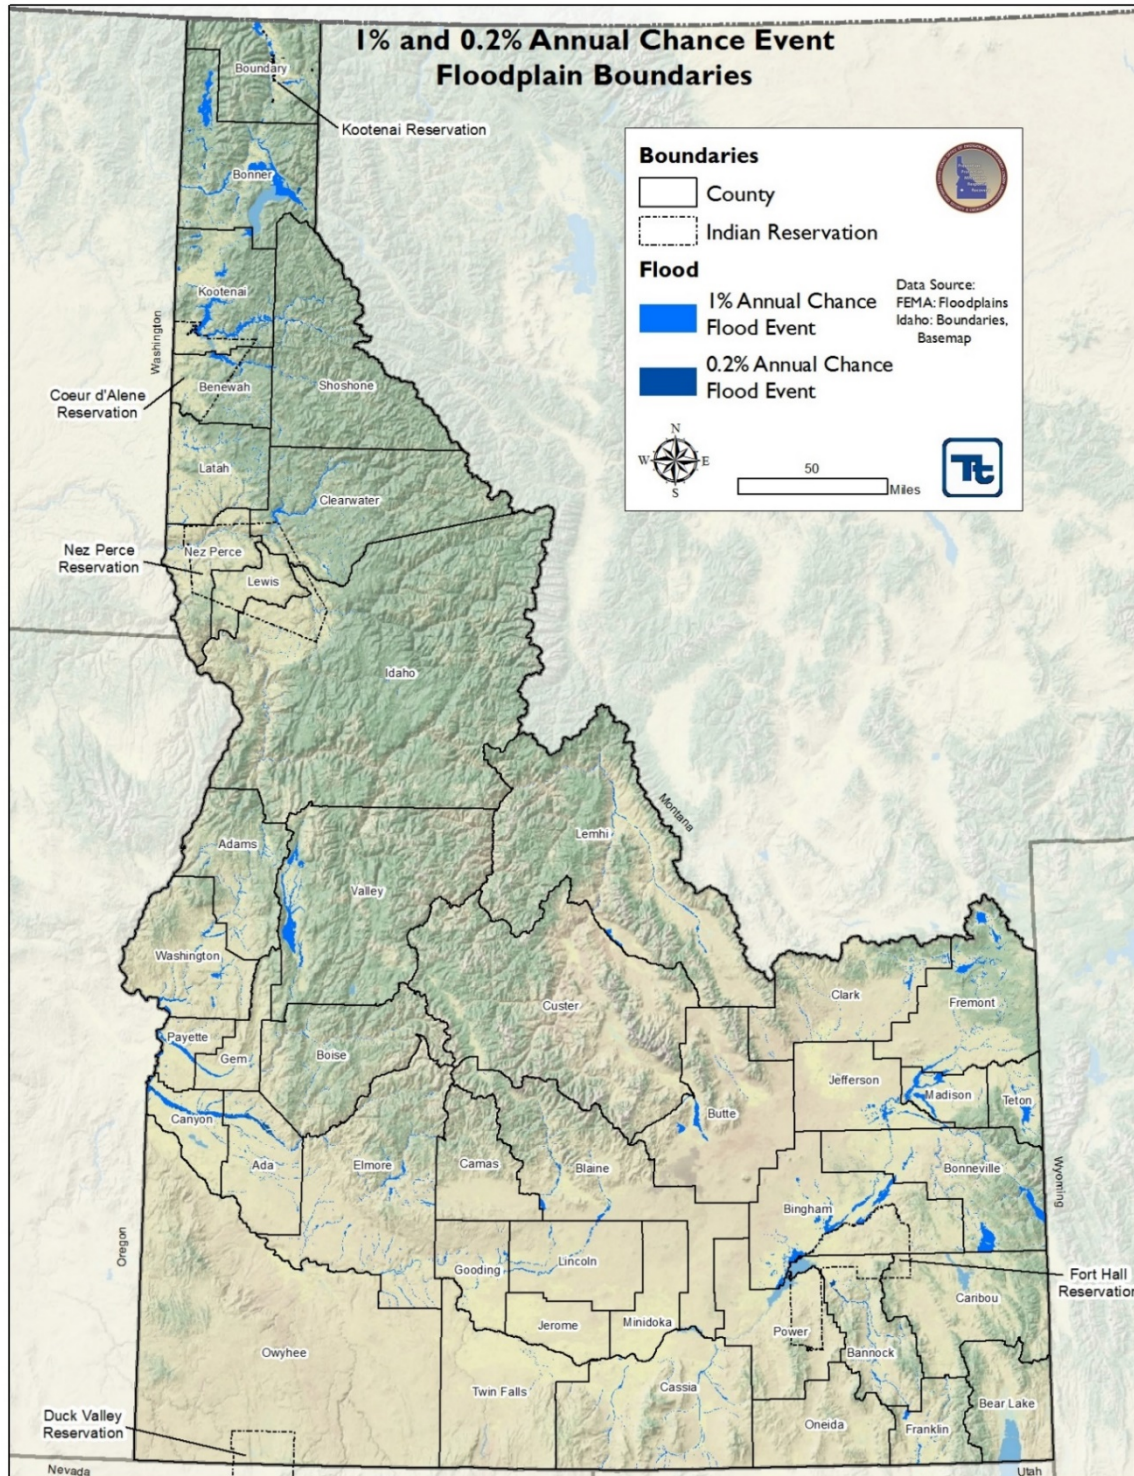 1% and 0.2% Annual Chance Event
Floodplain Boundaries
Boundary
Kootenai Reservation
Boundaries
County
Indian Reservation
Flood
1% Annual Chance
Flood Event
0.2% Annual Chance
Flood Event
Data Source:
FEMA: Floodplains
Idaho: Boundaries,
Basemap
N
W
E
S
50
Miles
Tt
Bonner
Kootenai
Washington
Coeur d'Alene
Reservation
Benewah
Shoshone
Latah
Clearwater
Nez Perce
Reservation
Nez Perce
Lewis
Idaho
Montana
Lemhi
Adams
Valley
Washington
Custer
Clark
Fremont
Payette
Gem
Boise
Jefferson
Madison
Teton
Butte
Canyon
Ada
Elmore
Camas
Blaine
Bonneville
Wyoming
Bingham
Oregon
Gooding
Lincoln
Fort Hall
Reservation
Caribou
Jerome
Minidoka
Power
Owyhee
Bannock
Twin Falls
Cassia
Bear Lake
Oneida
Franklin
Duck Valley
Reservation
Nevada
Utah